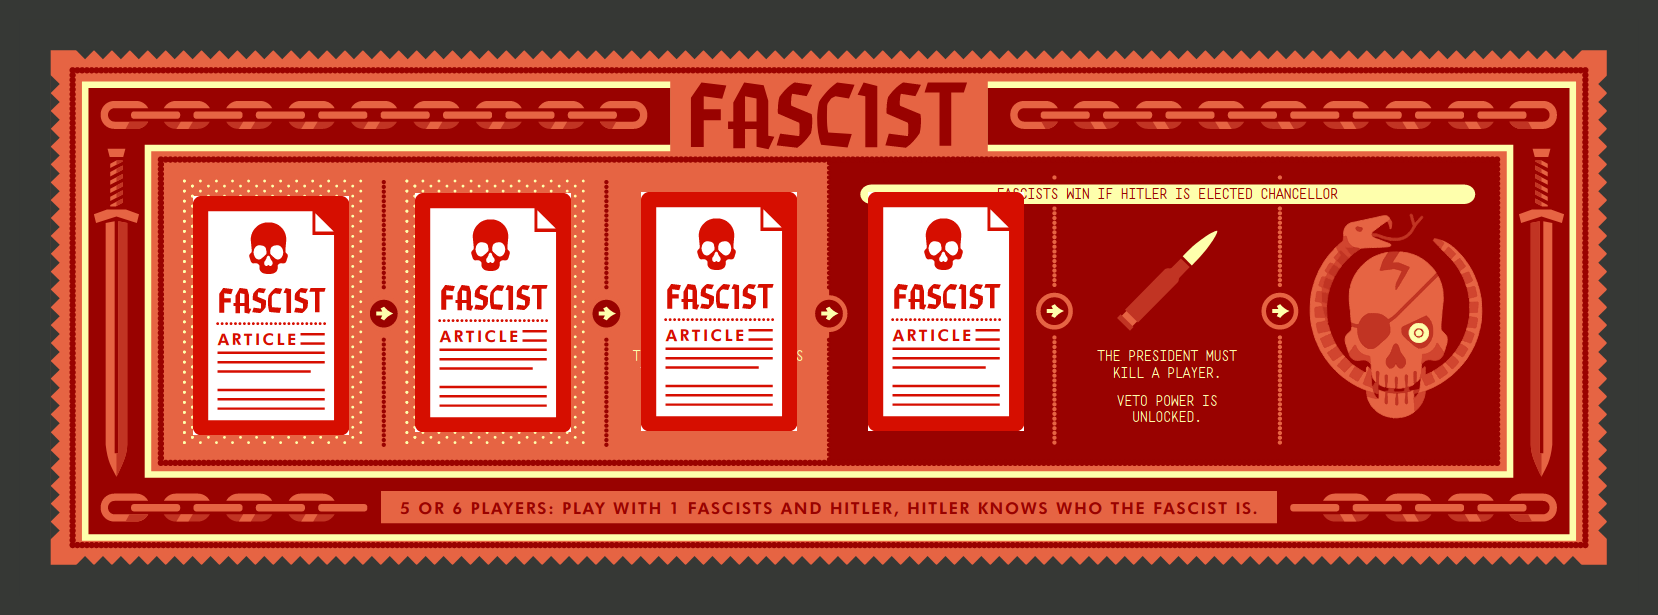 FASCIST
FASCISTS WIN IF HITLER IS ELECTED CHANCELLOR
FASCIST
ARTICLE
FASCIST
ARTICLE
FASCIST
ARTICLE
FASCIST
ARTICLE
THE PRESIDENT MUST
KILL A PLAYER.
VETO POWER IS
UNLOCKED.
5 OR 6 PLAYERS: PLAY WITH 1 FASCISTS AND HITLER, HITLER KNOWS WHO THE FASCIST IS.